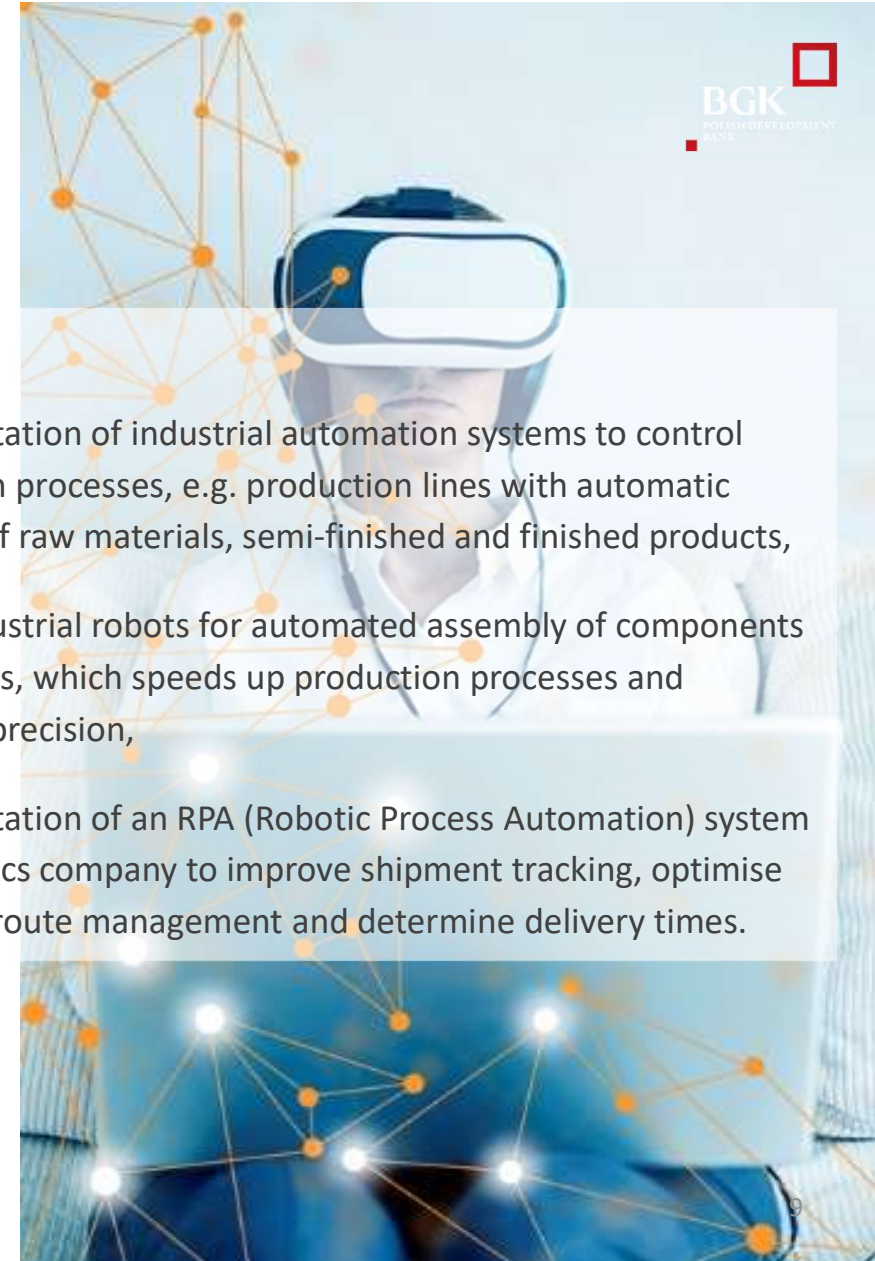 BGK
POLISH DEVELOPMENT
BANK
tation of industrial automation systems to control
n processes, e.g. production lines with automatic
f raw materials, semi-finished and finished products,
ustrial robots for automated assembly of components
s, which speeds up production processes and
precision,
tation of an RPA (Robotic Process Automation) system
cs company to improve shipment tracking, optimise
route management and determine delivery times.
9